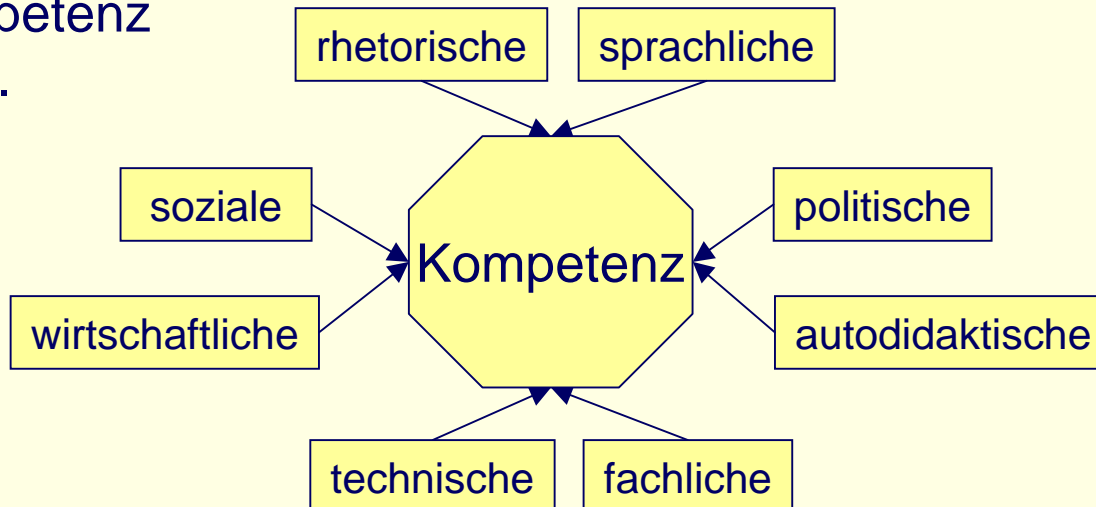 petenz
.
rhetorische
sprachliche
soziale
politische
Kompetenz
wirtschaftliche
autodidaktische
technische
fachliche